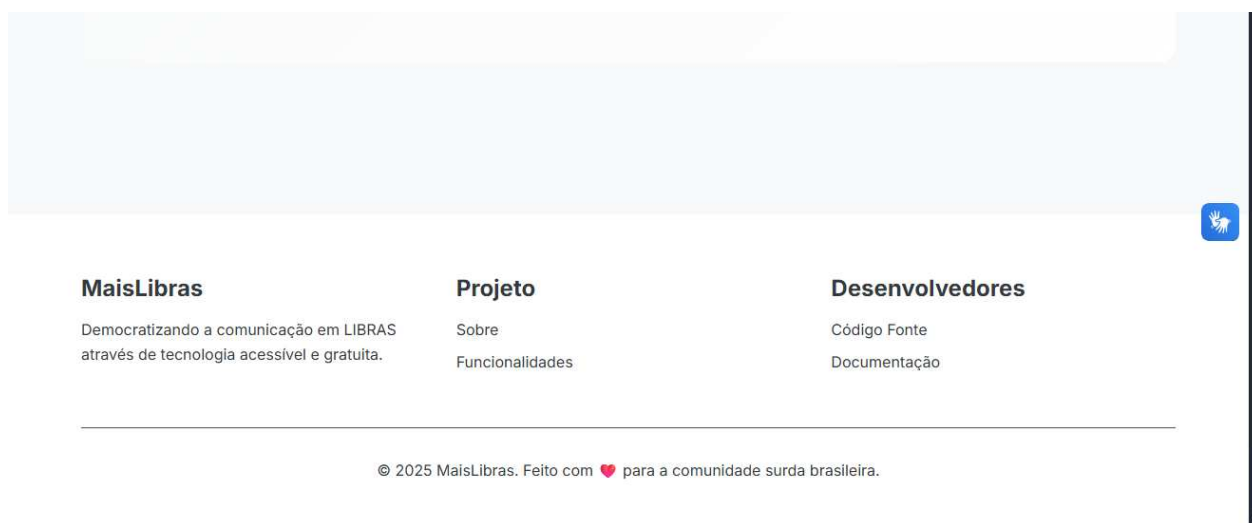 MaisLibras
Democratizando a comunicação em LIBRAS
através de tecnologia acessível e gratuita.
Projeto
Sobre
Funcionalidades
Desenvolvedores
Código Fonte
Documentação
© 2025 MaisLibras. Feito com 💔 para a comunidade surda brasileira.